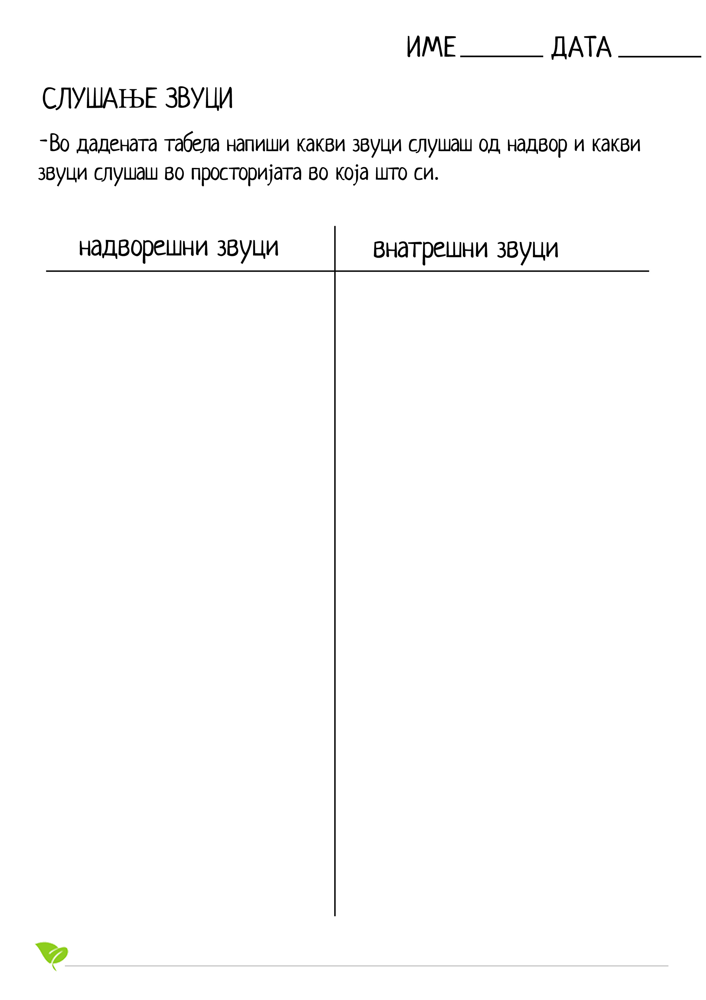 ИМЕ ДАТА
СЛУШАЊЕ ЗВУЦИ
-Во дадената табела напиши какви звуци слушаш од надвор и какви
звуци слушаш во просторијата во која што си.
надворешни звуци внатрешни звуци